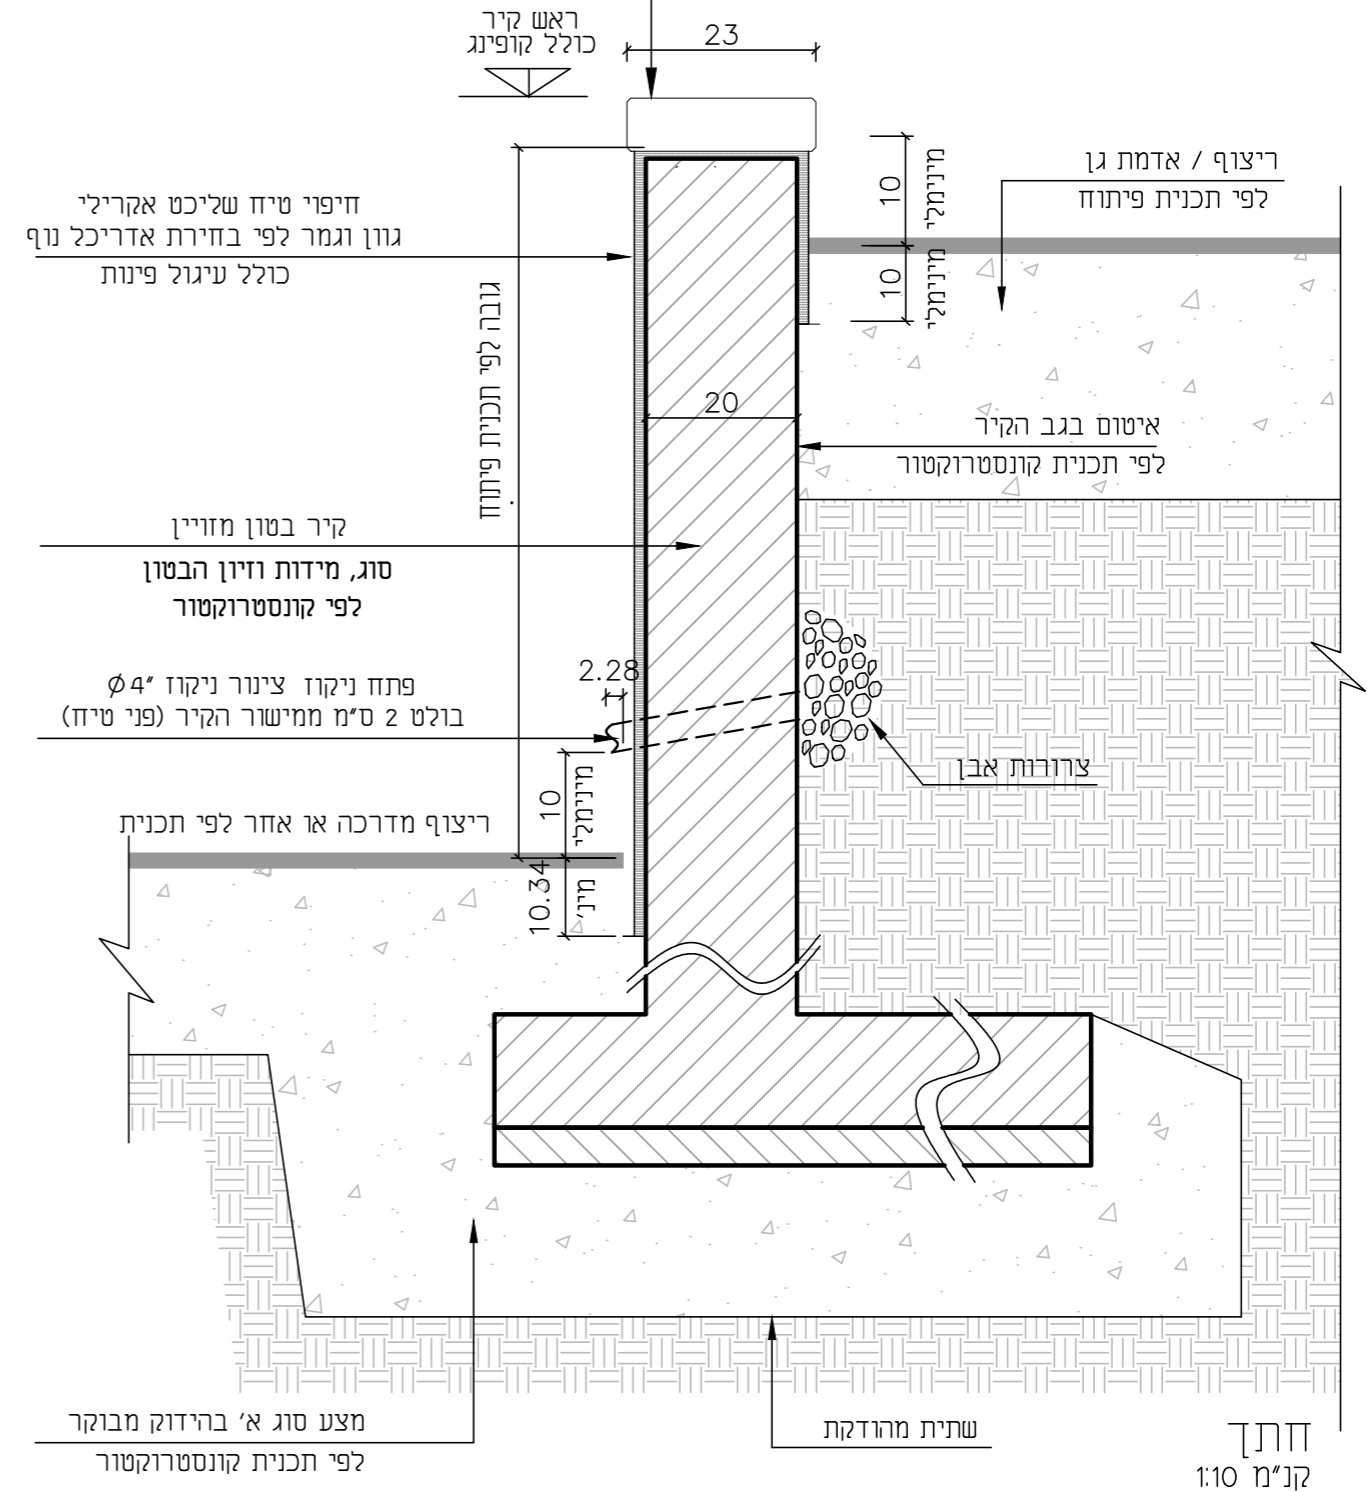 ראש קיר
כולל קופינג
23
ריצוף / אדמת גן
לפי תכנית פיתוח
10
מינימלי
10
מינימלי
חיפוי טיח שליכט אקרילי
גוון וגמר לפי בחירת אדריכל נוף
כולל עיגול פינות
גובה לפי תכנית פיתוח
20
איטום בגב הקיר
לפי תכנית קונסטרוקטור
קיר בטון מזויין
סוג, מידות וזיון הבטון
לפי קונסטרוקטור
2.28
פתח ניקוז צינור ניקוז 4" Ø
בולט 2 ס"מ ממישור הקיר (פני טיח)
צרורות אבן
10
מינימלי
ריצוף מדרכה או אחר לפי תכנית
10.34
מינ'
מצע סוג א' בהידוק מבוקר
לפי תכנית קונסטרוקטור
שתית מהודקת
חתך
קנ"מ 1:10